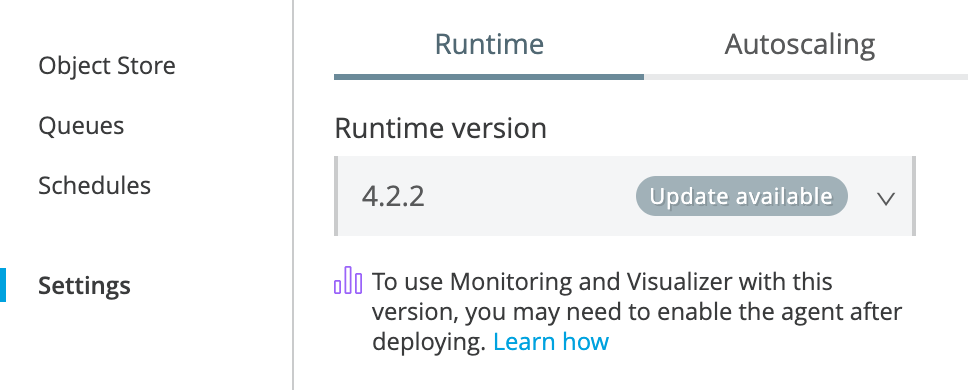 Object Store
Queues
Schedules
Settings
Runtime
Autoscaling
Runtime version
4.2.2
Update available
To use Monitoring and Visualizer with this
version, you may need to enable the agent after
deploying. Learn how